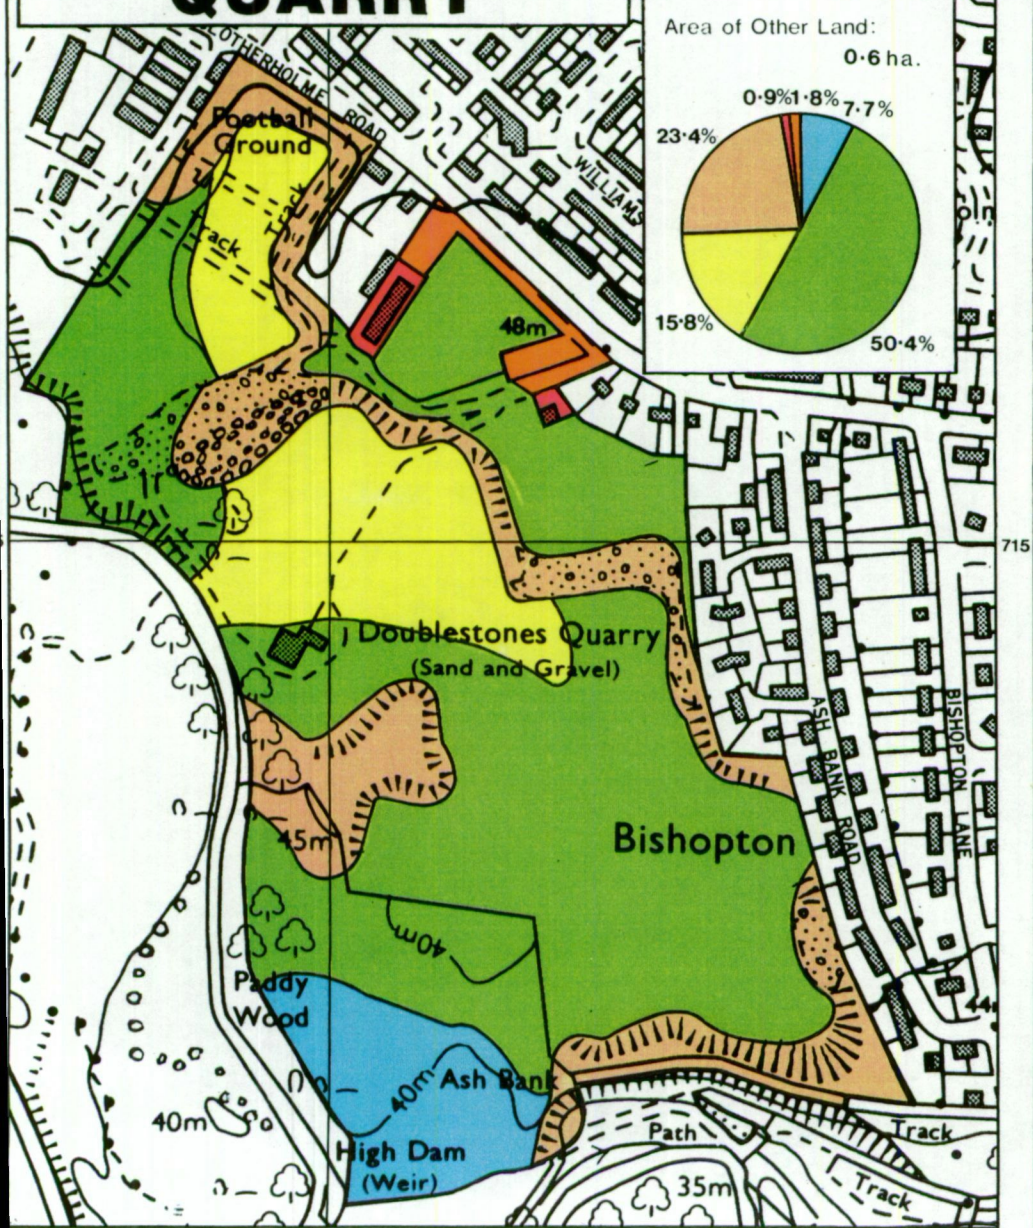 QUARRY
Area of Other Land:
0·6 ha.
0·9% 1·8% 7·7%
23·4%
15·8%
50·4%
CLOTHERHOLME ROAD
WILLIAMS
Football
Ground
Track
Track
48m
715
Doublestones Quarry
(Sand and Gravel)
ASH BANK ROAD
BISHOPTON LANE
45m
Bishopton
40m
Paddy
Wood
44
40m
Ash Bank
40m
High Dam
(Weir)
Path
Track
35m
Track